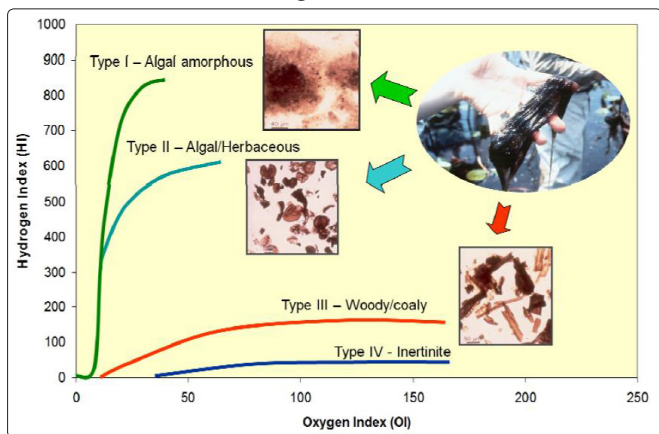 1000
900
800
700
600
500
400
300
200
100
0
Hydrogen Index (HI)
Type I – Algal amorphous
Type II – Algal/Herbaceous
Type III – Woody/coaly
Type IV - Inertinite
0
50
100
150
200
250
Oxygen Index (OI)